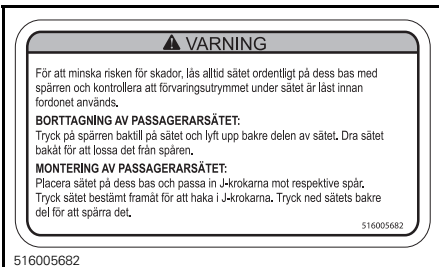 ⚠ VARNING
För att minska risken för skador, lås alltid sätet ordentligt på dess bas med
spärren och kontrollera att förvaringsutrymmet under sätet är låst innan
fordonet används.
BORTTAGNING AV PASSAGERARSÄTET:
Tryck på spärren baktill på sätet och lyft upp bakre delen av sätet. Dra sätet
bakåt för att lossa det från spåren.
MONTERING AV PASSAGERARSÄTET:
Placera sätet på dess bas och passa in J-krokarna mot respektive spår.
Tryck sätet bestämt framåt för att haka i J-krokarna. Tryck ned sätets bakre
del för att spärra det.
516005682
516005682